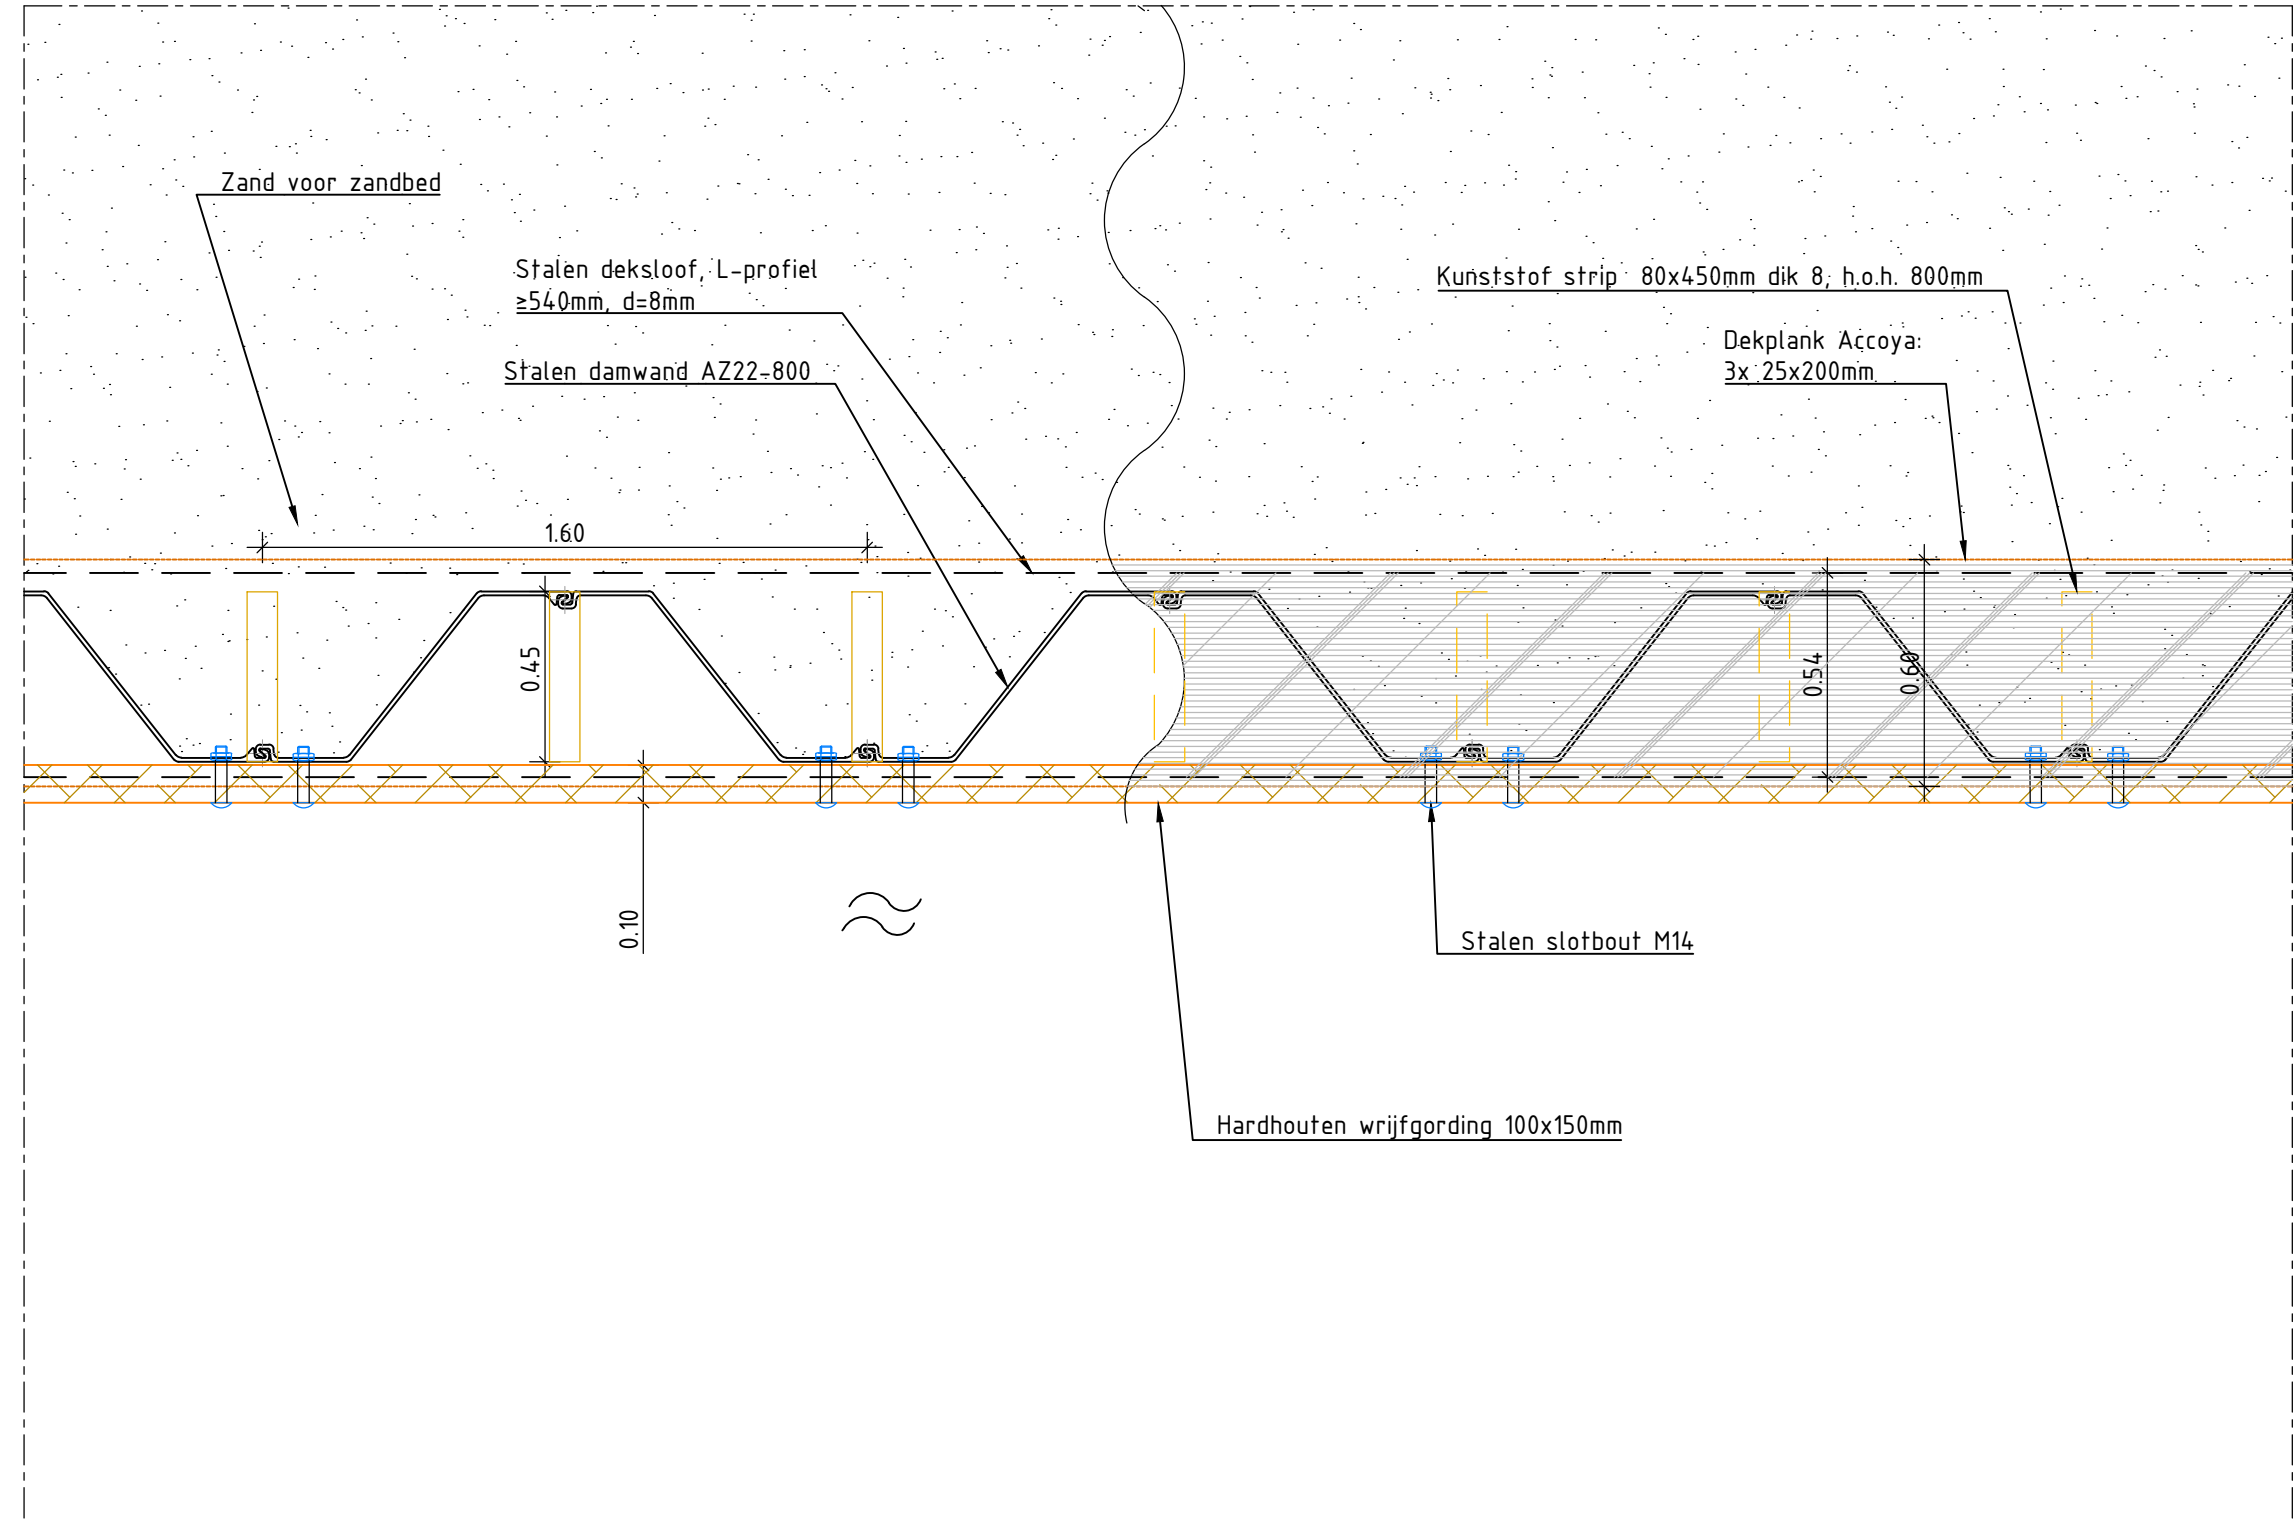 Zand voor zandbed
Stalen deksloof, L-profiel
≥540mm, d=8mm
Kunststof strip 80x450mm dik 8, h.o.h. 800mm
Dekplank Accoya:
3x 25x200mm
Stalen damwand AZ22-800
1.60
0.45
0.54
0.60
0.10
Stalen slotbout M14
Hardhouten wrijfgording 100x150mm